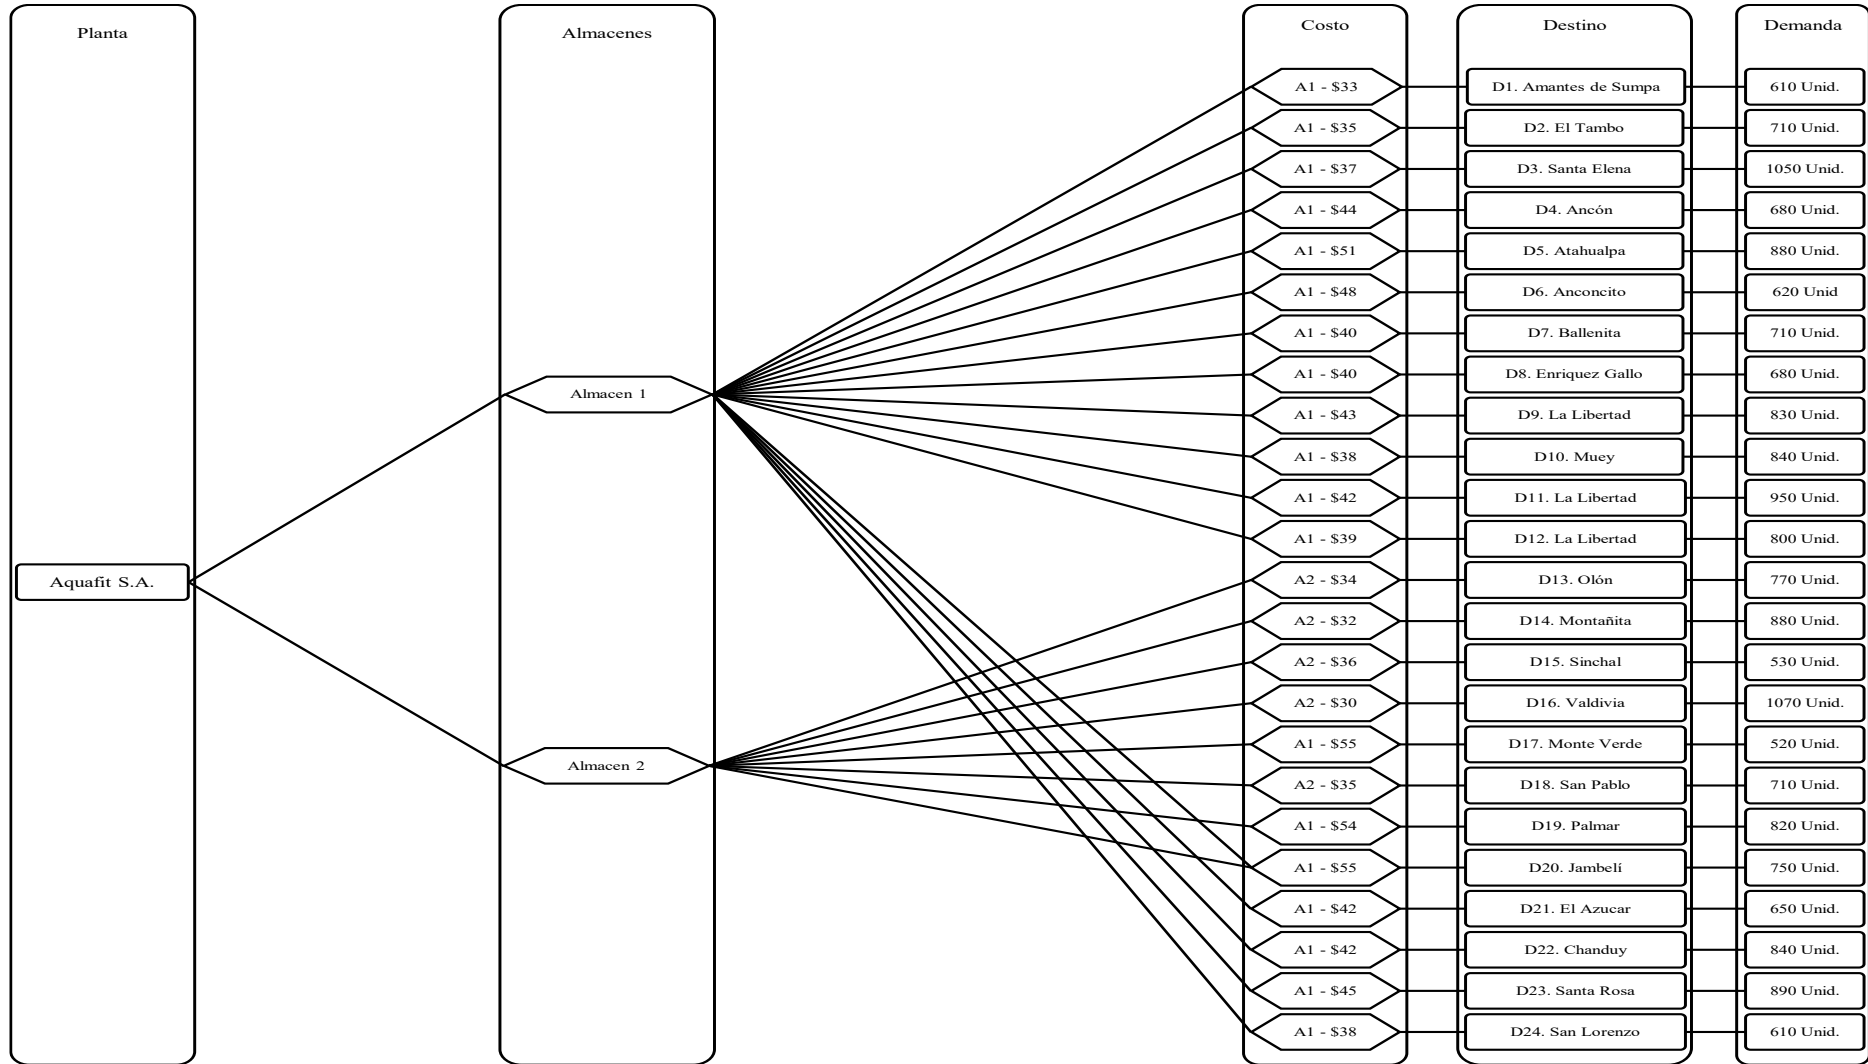 Planta
Almacenes
Costo
Destino
Demanda
A1 - $33
D1. Amantes de Sumpa
610 Unid.
A1 - $35
D2. El Tambo
710 Unid.
A1 - $37
D3. Santa Elena
1050 Unid.
A1 - $44
D4. Ancón
680 Unid.
A1 - $51
D5. Atahualpa
880 Unid.
A1 - $48
D6. Anconcito
620 Unid
A1 - $40
D7. Ballenita
710 Unid.
A1 - $40
D8. Enriquez Gallo
680 Unid.
Almacen 1
A1 - $43
D9. La Libertad
830 Unid.
A1 - $38
D10. Muey
840 Unid.
A1 - $42
D11. La Libertad
950 Unid.
A1 - $39
D12. La Libertad
800 Unid.
Aquafit S.A.
A2 - $34
D13. Olón
770 Unid.
A2 - $32
D14. Montañita
880 Unid.
A2 - $36
D15. Sinchal
530 Unid.
A2 - $30
D16. Valdivia
1070 Unid.
A1 - $55
D17. Monte Verde
520 Unid.
Almacen 2
A2 - $35
D18. San Pablo
710 Unid.
A1 - $54
D19. Palmar
820 Unid.
A1 - $55
D20. Jambelí
750 Unid.
A1 - $42
D21. El Azucar
650 Unid.
A1 - $42
D22. Chanduy
840 Unid.
A1 - $45
D23. Santa Rosa
890 Unid.
A1 - $38
D24. San Lorenzo
610 Unid.